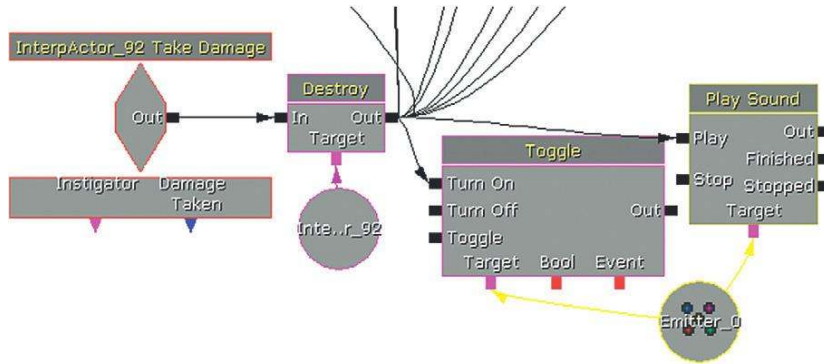 InterpActor_92 Take Damage
Out
Instigator Damage Taken
Destroy
In Out
Target
Inte..r_92
Toggle
Turn On
Turn Off
Toggle
Out
Target Bool Event
Play Sound
Play
Stop
Out
Finished
Stopped
Target
Emitter_0